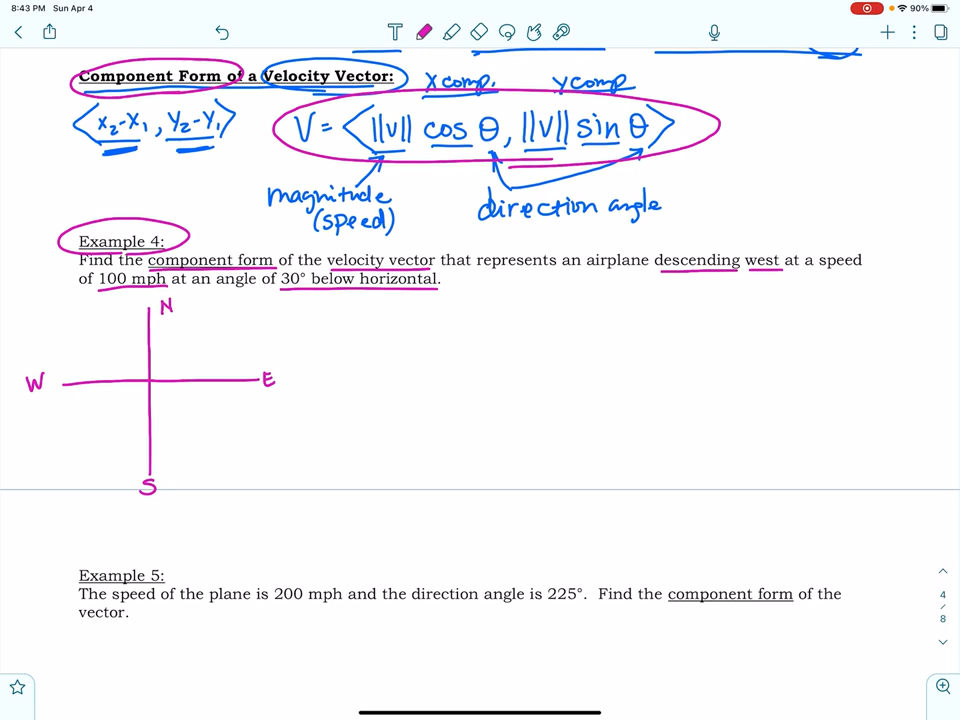 8:43 PM Sun Apr 4 90%
Component Form of a Velocity Vector: X comp. Y comp
<x₂-x₁, y₂-y₁> V = <||v|| cos θ, ||v|| sin θ>
magnitude direction angle
(speed)
Example 4:
Find the component form of the velocity vector that represents an airplane descending west at a speed
of 100 mph at an angle of 30° below horizontal.
N
W E
S
Example 5:
The speed of the plane is 200 mph and the direction angle is 225°. Find the component form of the
vector.
4
/
8